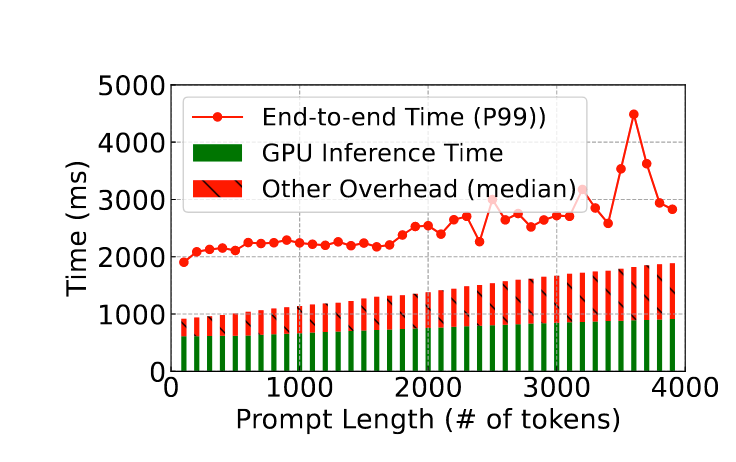 5000
4000
3000
2000
1000
0
Time (ms)
End-to-end Time (P99))
GPU Inference Time
Other Overhead (median)
0 1000 2000 3000 4000
Prompt Length (# of tokens)